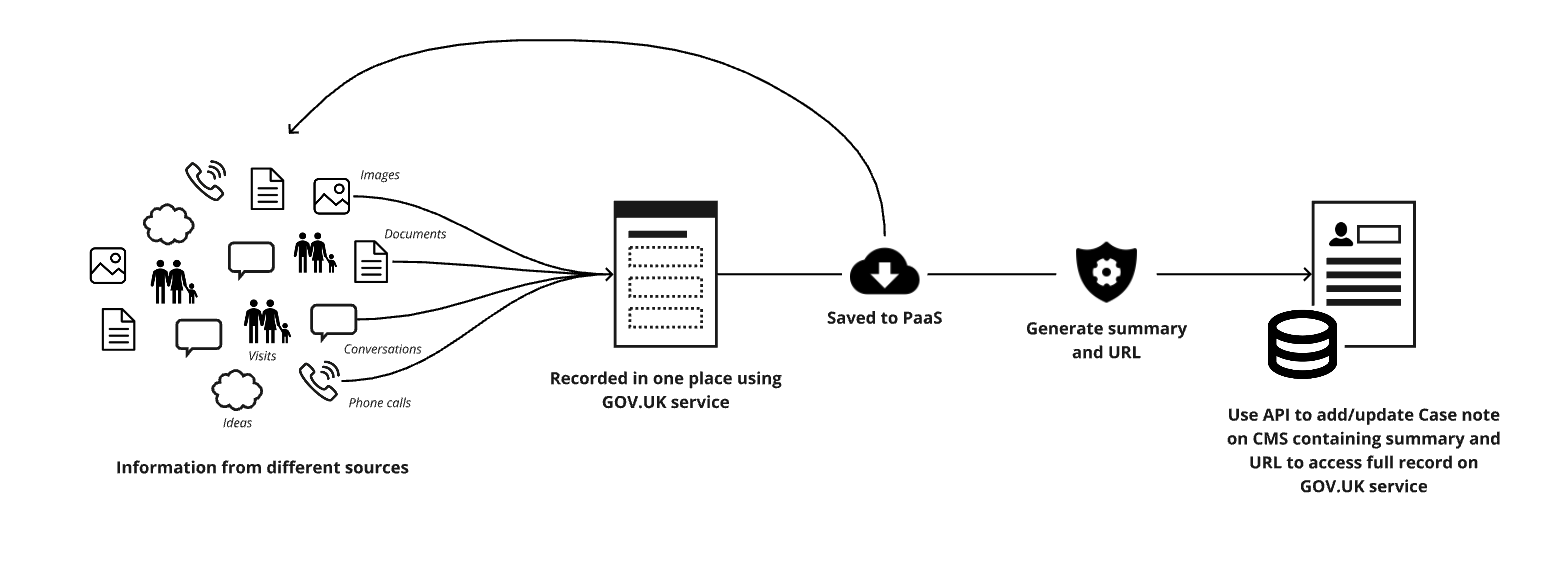 Images
Documents
Conversations
Visits
Phone calls
Ideas
Information from different sources
Recorded in one place using
GOV.UK service
Saved to PaaS
Generate summary
and URL
Use API to add/update Case note
on CMS containing summary and
URL to access full record on
GOV.UK service